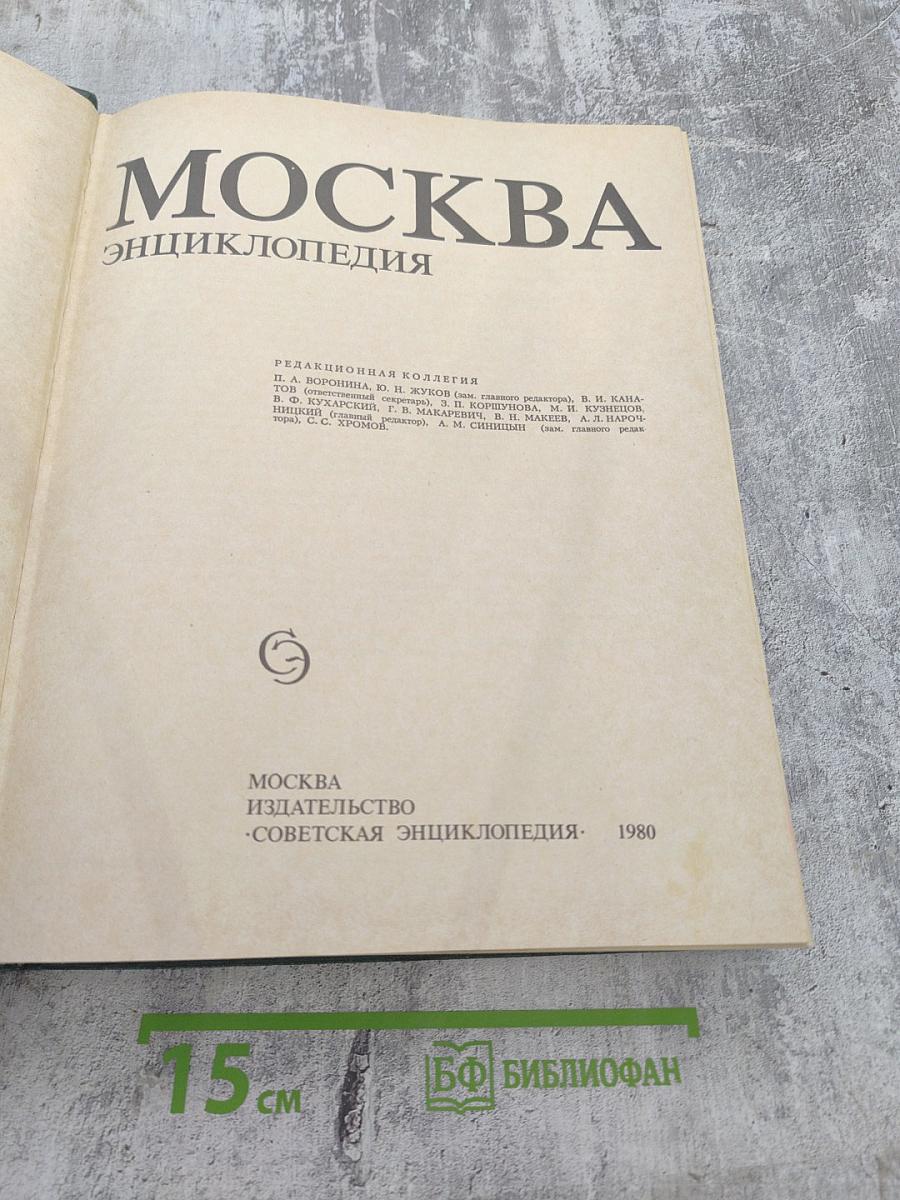 МОСКВА
ЭНЦИКЛОПЕДИЯ
РЕДАКЦИОННАЯ КОЛЛЕГИЯ
П. А. ВОРОНИНА, Ю. Н. ЖУКОВ (зам. главного редактора), В. И. КАНА-
ТОВ (ответственный секретарь), З. П. КОРШУНОВА, М. И. КУЗНЕЦОВ,
В. Ф. КУХАРСКИЙ, Г. В. МАКАРЕВИЧ, В. Н. МАКЕЕВ, А. Л. НАРОЧ-
НИЦКИЙ (главный редактор), А. М. СИНИЦЫН (зам. главного редак-
тора), С. С. ХРОМОВ.
СЭ
МОСКВА
ИЗДАТЕЛЬСТВО
·СОВЕТСКАЯ ЭНЦИКЛОПЕДИЯ· 1980
15 см БФ БИБЛИОФАН